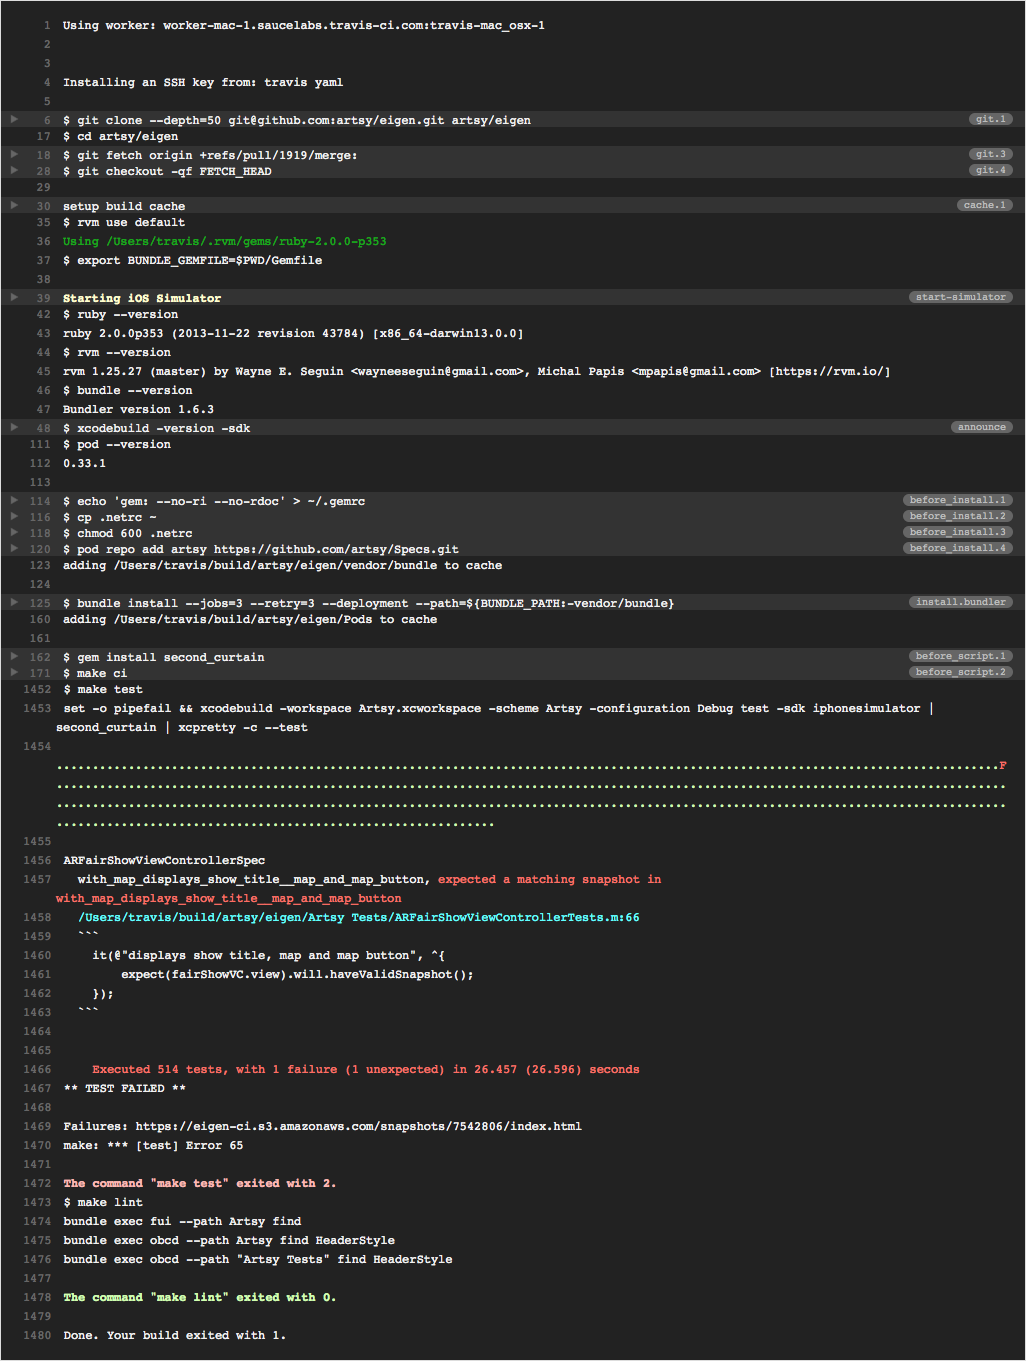 1 Using worker: worker-mac-1.saucelabs.travis-ci.com:travis-mac_osx-1
2
3
4 Installing an SSH key from: travis yaml
5
6 $ git clone --depth=50 git@github.com:artsy/eigen.git artsy/eigen git.1
17 $ cd artsy/eigen
18 $ git fetch origin +refs/pull/1919/merge: git.3
28 $ git checkout -qf FETCH_HEAD git.4
29
30 setup build cache cache.1
35 $ rvm use default
36 Using /Users/travis/.rvm/gems/ruby-2.0.0-p353
37 $ export BUNDLE_GEMFILE=$PWD/Gemfile
38
39 Starting iOS Simulator start-simulator
42 $ ruby --version
43 ruby 2.0.0p353 (2013-11-22 revision 43784) [x86_64-darwin13.0.0]
44 $ rvm --version
45 rvm 1.25.27 (master) by Wayne E. Seguin <wayneeseguin@gmail.com>, Michal Papis <mpapis@gmail.com> [https://rvm.io/]
46 $ bundle --version
47 Bundler version 1.6.3
48 $ xcodebuild -version -sdk announce
111 $ pod --version
112 0.33.1
113
114 $ echo 'gem: --no-ri --no-rdoc' > ~/.gemrc before_install.1
116 $ cp .netrc ~ before_install.2
118 $ chmod 600 .netrc before_install.3
120 $ pod repo add artsy https://github.com/artsy/Specs.git before_install.4
123 adding /Users/travis/build/artsy/eigen/vendor/bundle to cache
124
125 $ bundle install --jobs=3 --retry=3 --deployment --path=${BUNDLE_PATH:-vendor/bundle} install.bundler
160 adding /Users/travis/build/artsy/eigen/Pods to cache
161
162 $ gem install second_curtain before_script.1
171 $ make ci before_script.2
1452 $ make test
1453 set -o pipefail && xcodebuild -workspace Artsy.xcworkspace -scheme Artsy -configuration Debug test -sdk iphonesimulator |
second_curtain | xcpretty -c --test
1454
...................................................................................................................................F
....................................................................................................................................
....................................................................................................................................
.............................................................
1455
1456 ARFairShowViewControllerSpec
1457 with_map_displays_show_title__map_and_map_button, expected a matching snapshot in
with_map_displays_show_title__map_and_map_button
1458 /Users/travis/build/artsy/eigen/Artsy Tests/ARFairShowViewControllerTests.m:66
1459 ```
1460 it(@"displays show title, map and map button", ^{
1461 expect(fairShowVC.view).will.haveValidSnapshot();
1462 });
1463 ```
1464
1465
1466 Executed 514 tests, with 1 failure (1 unexpected) in 26.457 (26.596) seconds
1467 ** TEST FAILED **
1468
1469 Failures: https://eigen-ci.s3.amazonaws.com/snapshots/7542806/index.html
1470 make: *** [test] Error 65
1471
1472 The command "make test" exited with 2.
1473 $ make lint
1474 bundle exec fui --path Artsy find
1475 bundle exec obcd --path Artsy find HeaderStyle
1476 bundle exec obcd --path "Artsy Tests" find HeaderStyle
1477
1478 The command "make lint" exited with 0.
1479
1480 Done. Your build exited with 1.